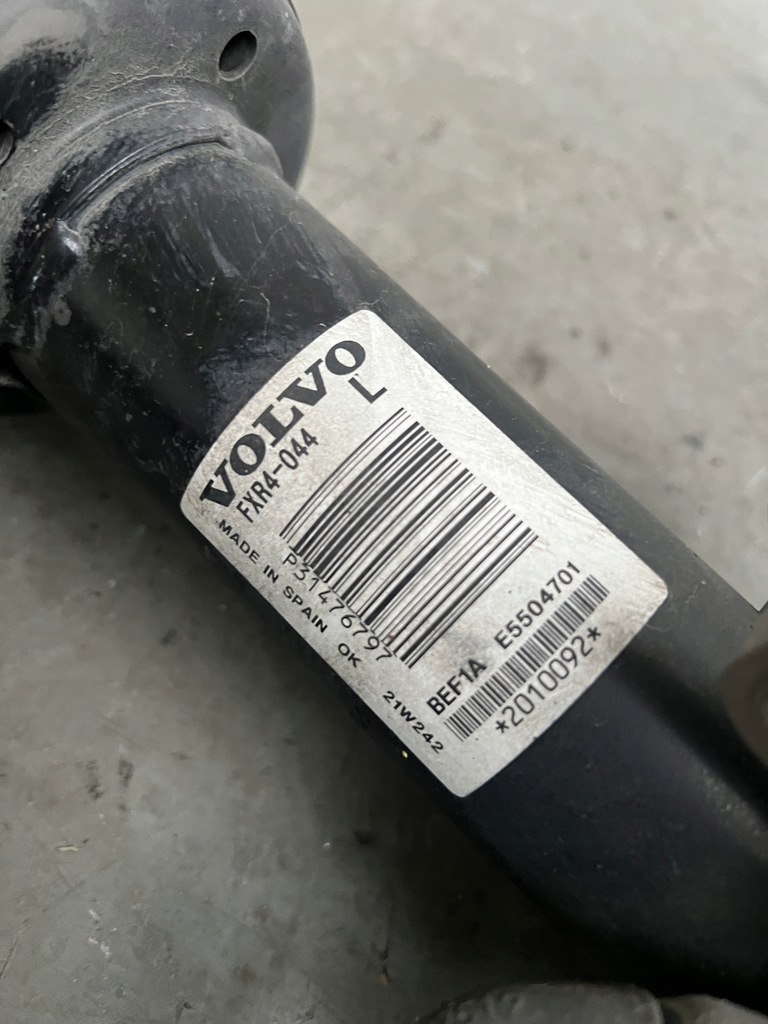 VOLVO
L
FXR4-044
P31476797
MADE IN SPAIN OK 21W242
BEF1A E5504701
*2010092*